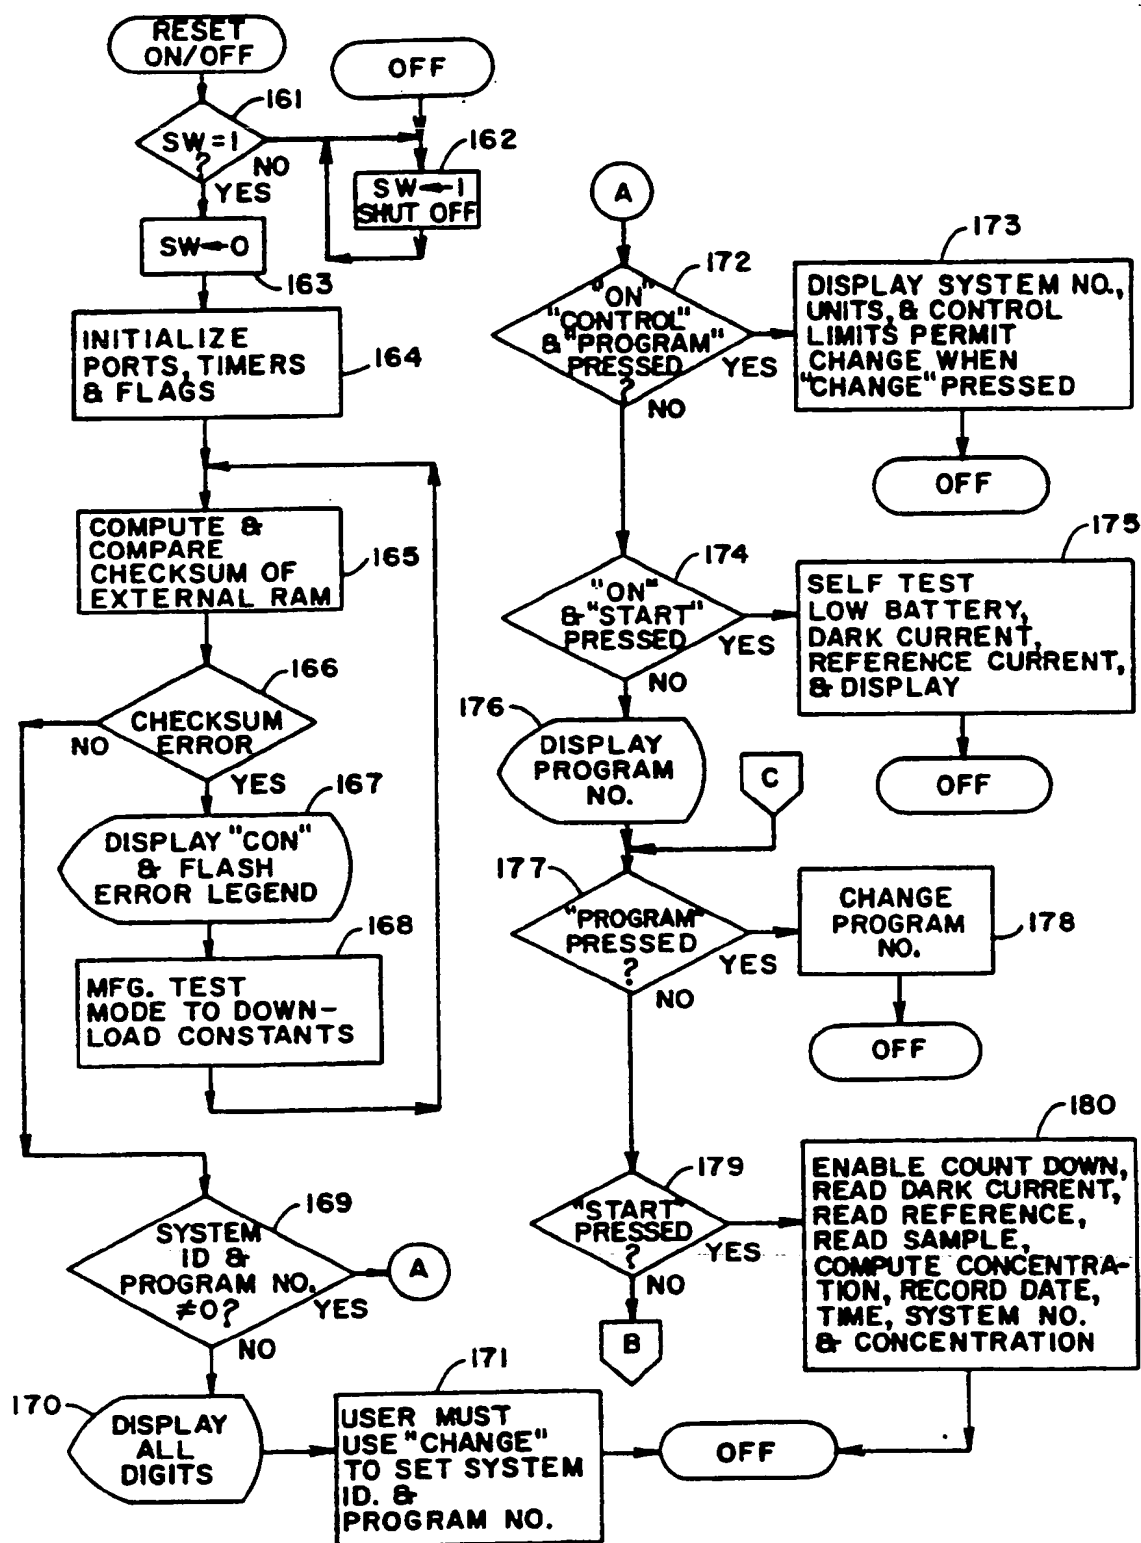 RESET
ON/OFF
OFF
161
SW=1
?
NO
YES
162
SW←1
SHUT OFF
SW←0
163
INITIALIZE
PORTS, TIMERS
& FLAGS
164
COMPUTE &
COMPARE
CHECKSUM OF
EXTERNAL RAM
165
166
CHECKSUM
ERROR
NO
YES
167
DISPLAY "CON"
& FLASH
ERROR LEGEND
168
MFG. TEST
MODE TO DOWN-
LOAD CONSTANTS
169
SYSTEM
ID &
PROGRAM NO.
≠0?
A
YES
NO
170
DISPLAY
ALL
DIGITS
171
USER MUST
USE "CHANGE"
TO SET SYSTEM
ID. &
PROGRAM NO.
OFF
A
172
"ON"
"CONTROL"
& "PROGRAM"
PRESSED
?
YES
NO
173
DISPLAY SYSTEM NO.,
UNITS, & CONTROL
LIMITS PERMIT
CHANGE WHEN
"CHANGE" PRESSED
OFF
174
"ON"
& "START"
PRESSED
YES
NO
175
SELF TEST
LOW BATTERY,
DARK CURRENT,
REFERENCE CURRENT,
& DISPLAY
OFF
176
DISPLAY
PROGRAM
NO.
C
177
"PROGRAM"
PRESSED
?
YES
NO
CHANGE
PROGRAM
NO.
178
OFF
179
"START"
PRESSED
?
YES
NO
B
180
ENABLE COUNT DOWN,
READ DARK CURRENT,
READ REFERENCE,
READ SAMPLE,
COMPUTE CONCENTRA-
TION, RECORD DATE,
TIME, SYSTEM NO.
& CONCENTRATION